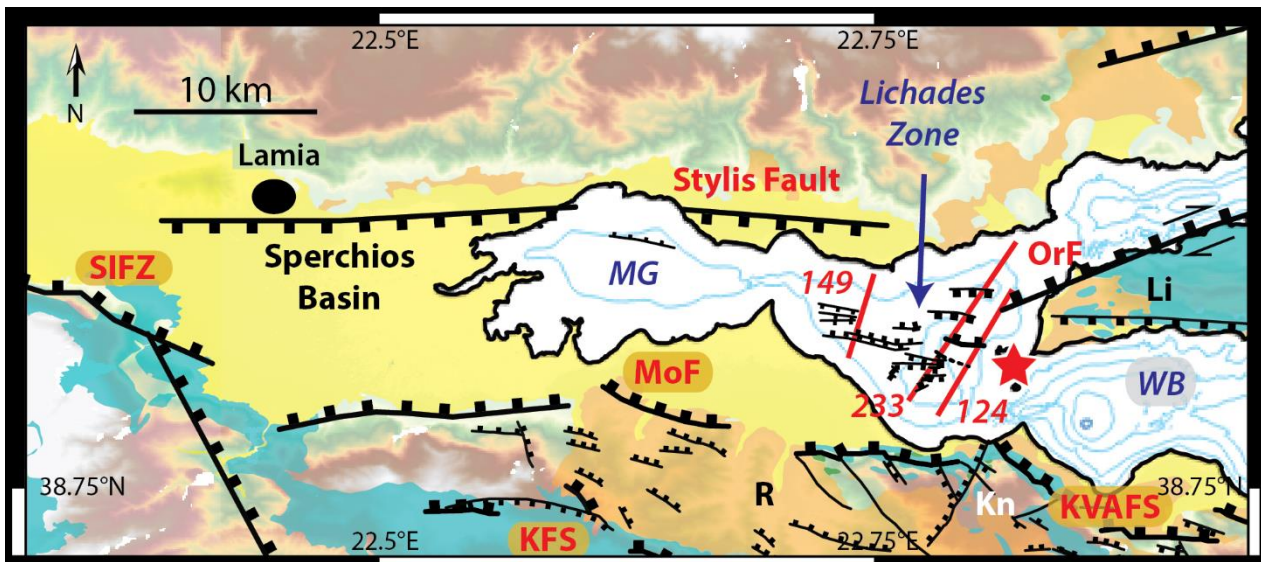 22.5°E
22.75°E
10 km
N
Lichades
Zone
Lamia
Stylis Fault
SIFZ
Sperchios
Basin
MG
149
OrF
Li
MoF
WB
233
124
38.75°N
R
Kn
38.75°N
KVAFS
KFS
22.5°E
22.75°E